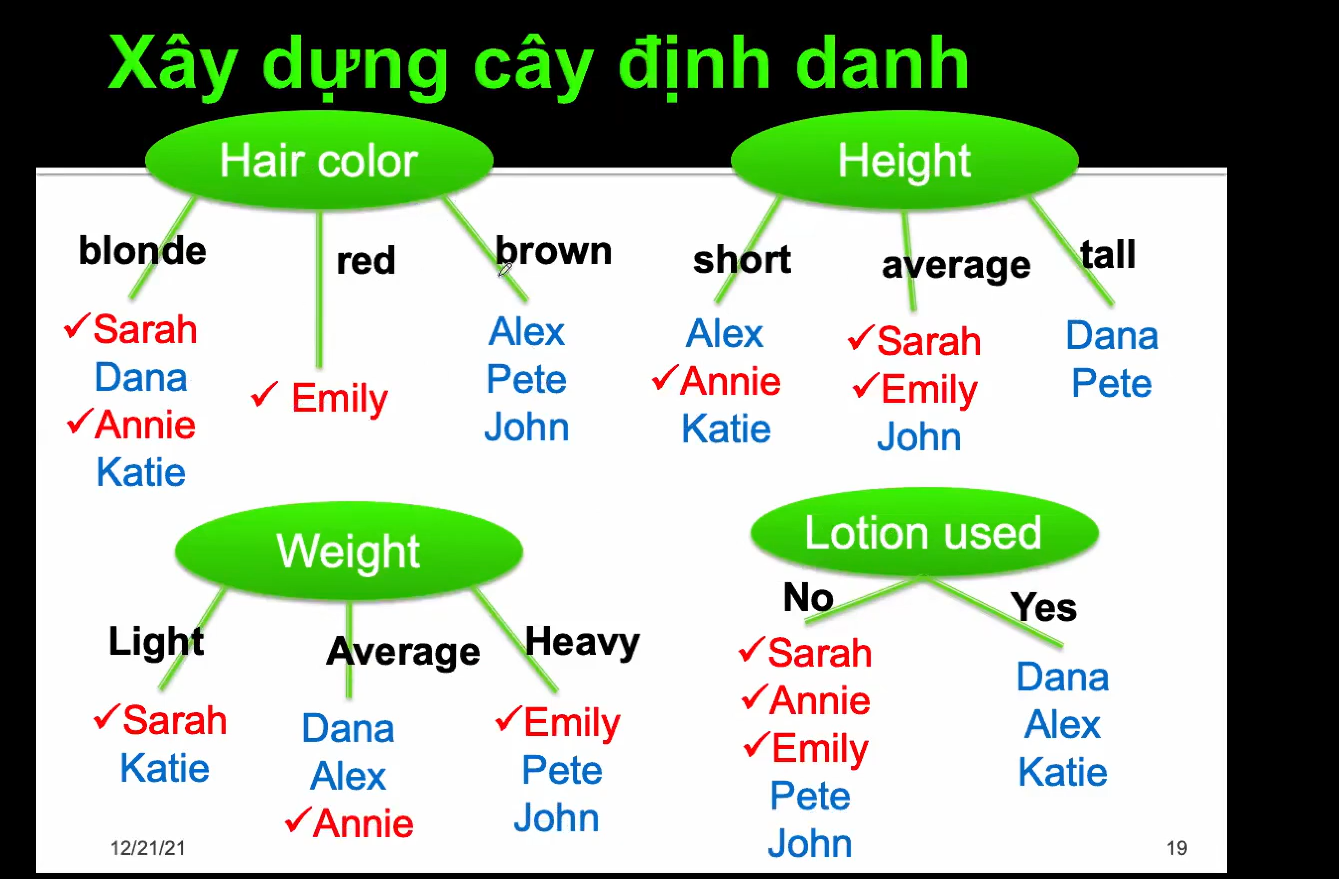 Xây dựng cây định danh
Hair color
blonde
red
brown
✓Sarah
Dana
✓Annie
Katie
✓ Emily
Alex
Pete
John
Height
short
average
tall
Alex
✓Annie
Katie
✓Sarah
✓Emily
John
Dana
Pete
Weight
Light
Average
Heavy
✓Sarah
Katie
Dana
Alex
✓Annie
✓Emily
Pete
John
Lotion used
No
Yes
✓Sarah
✓Annie
✓Emily
Pete
John
Dana
Alex
Katie
12/21/21
19